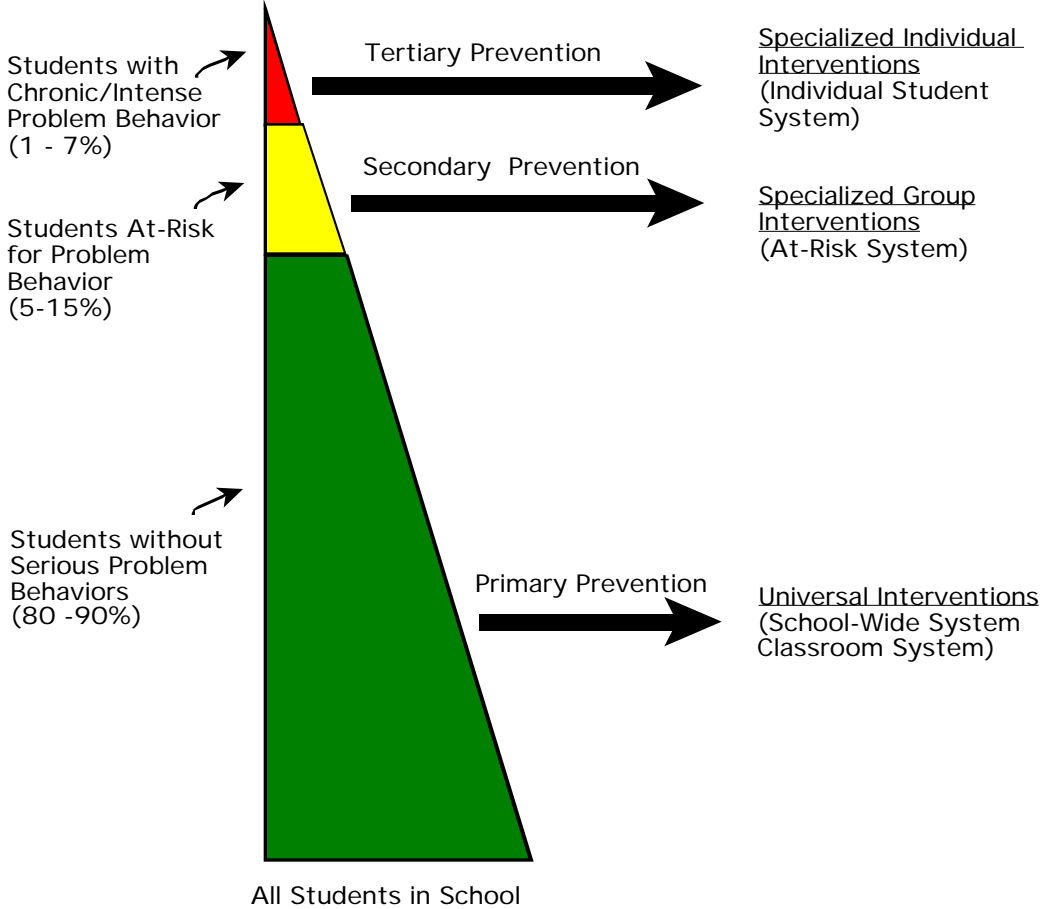 Students with
Chronic/Intense
Problem Behavior
(1 - 7%)
Tertiary Prevention
Specialized Individual
Interventions
(Individual Student
System)
Students At-Risk
for Problem
Behavior
(5-15%)
Secondary  Prevention
Specialized Group
Interventions
(At-Risk System)
Students without
Serious Problem
Behaviors
(80 -90%)
Primary Prevention
Universal Interventions
(School-Wide System
Classroom System)
All Students in School